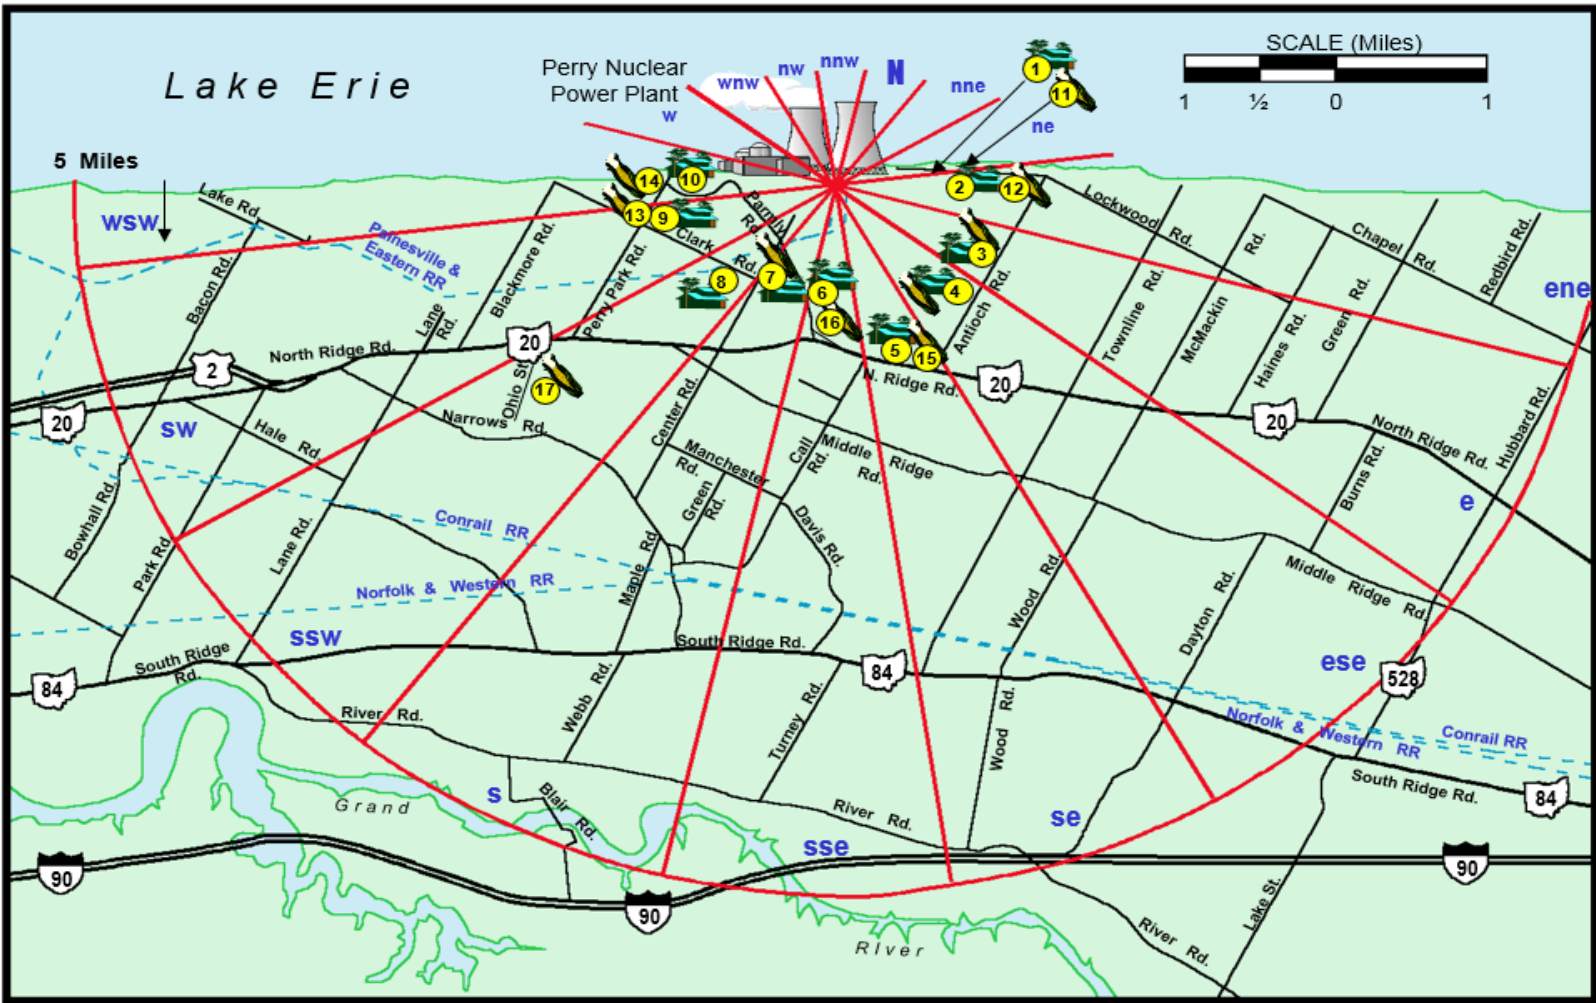 SCALE (Miles)
1 ½ 0 1
Lake Erie
Perry Nuclear
Power Plant
wnw
nw
nnw
N
nne
ne
w
1
11
5 Miles
wsw
14
10
2
12
13
9
3
8
7
6
4
16
5
15
17
Lake Rd.
Painesville &
Eastern RR
Bacon Rd.
Blackmore Rd.
Perry Park Rd.
Lane
Rd.
Clark
Rd.
Parmly
Rd.
Antioch Rd.
Lockwood Rd.
Townline Rd.
McMackin Rd.
Haines Rd.
Green Rd.
Chapel Rd.
Redbird Rd.
ene
North Ridge Rd.
20
2
20
Ohio St.
Narrows Rd.
Center Rd.
N. Ridge Rd.
20
20
North Ridge Rd.
Hubbard Rd.
sw
Hale Rd.
Manchester
Rd.
Green
Rd.
Call
Rd.
Middle Ridge
Rd.
Burns Rd.
e
Bowhall Rd.
Park Rd.
Lane Rd.
Conrail RR
Davis Rd.
Norfolk & Western RR
Maple Rd.
Wood Rd.
Dayton Rd.
Middle Ridge Rd.
ssw
South Ridge
Rd.
South Ridge Rd.
84
84
ese
528
River Rd.
Webb Rd.
Turney Rd.
Wood Rd.
Norfolk & Western RR
Conrail RR
South Ridge Rd.
84
Grand
s
Blair Rd.
River Rd.
sse
se
90
90
90
River
Lake St.
River Rd.